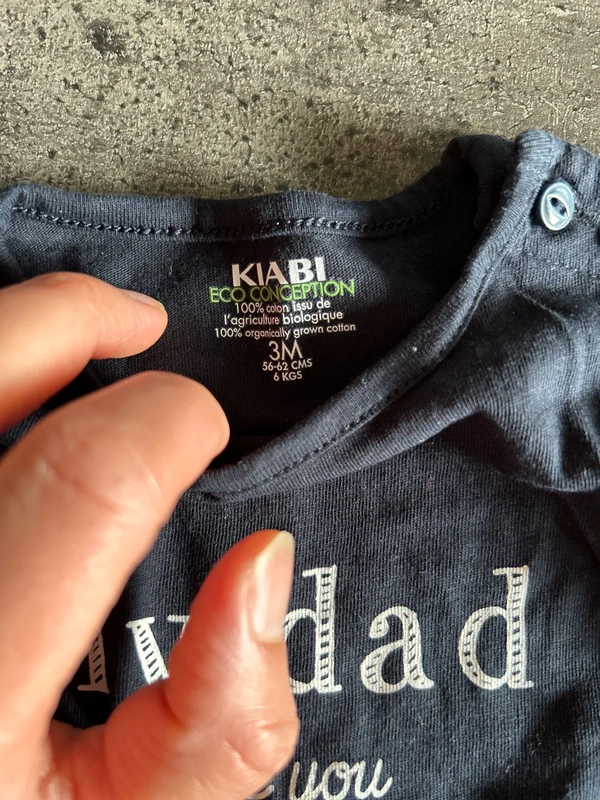 KIABI
ECO CONCEPTION
100% coton issu de
l'agriculture biologique
100% organically grown cotton
3M
56-62 CMS
6 KGS
dad
you